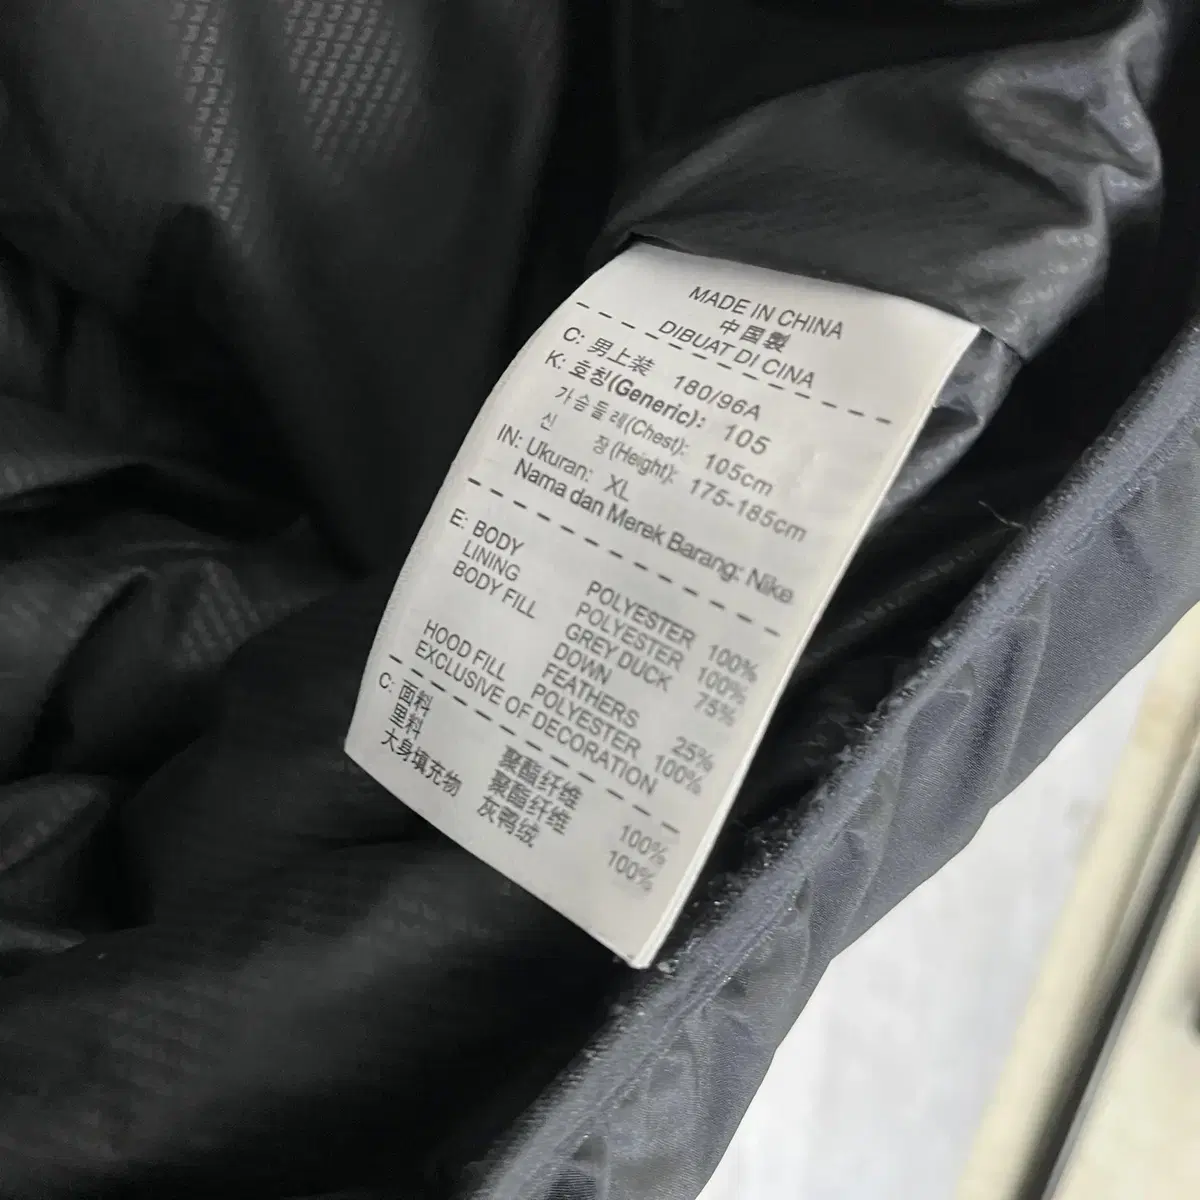 MADE IN CHINA
中国製
DIBUAT DI CINA
C: 男上装 180/96A
K: 호칭(Generic): 105
가슴둘레(Chest): 105cm
신 장(Height): 175-185cm
IN: Ukuran: XL
Nama dan Merek Barang: Nike
E: BODY POLYESTER 100%
LINING POLYESTER 100%
BODY FILL GREY DUCK 75%
DOWN
FEATHERS 25%
HOOD FILL POLYESTER 100%
EXCLUSIVE OF DECORATION
C: 面料 聚酯纤维 100%
里料 聚酯纤维 100%
大身填充物 灰鸭绒